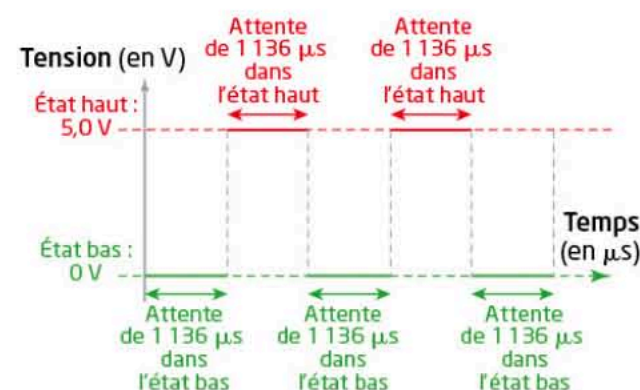 Attente
de 1 136 µs
dans
l'état haut
Attente
de 1 136 µs
dans
l'état haut
Tension (en V)
État haut :
5,0 V
Temps
(en µs)
État bas :
0 V
Attente
de 1 136 µs
dans
l'état bas
Attente
de 1 136 µs
dans
l'état bas
Attente
de 1 136 µs
dans
l'état bas